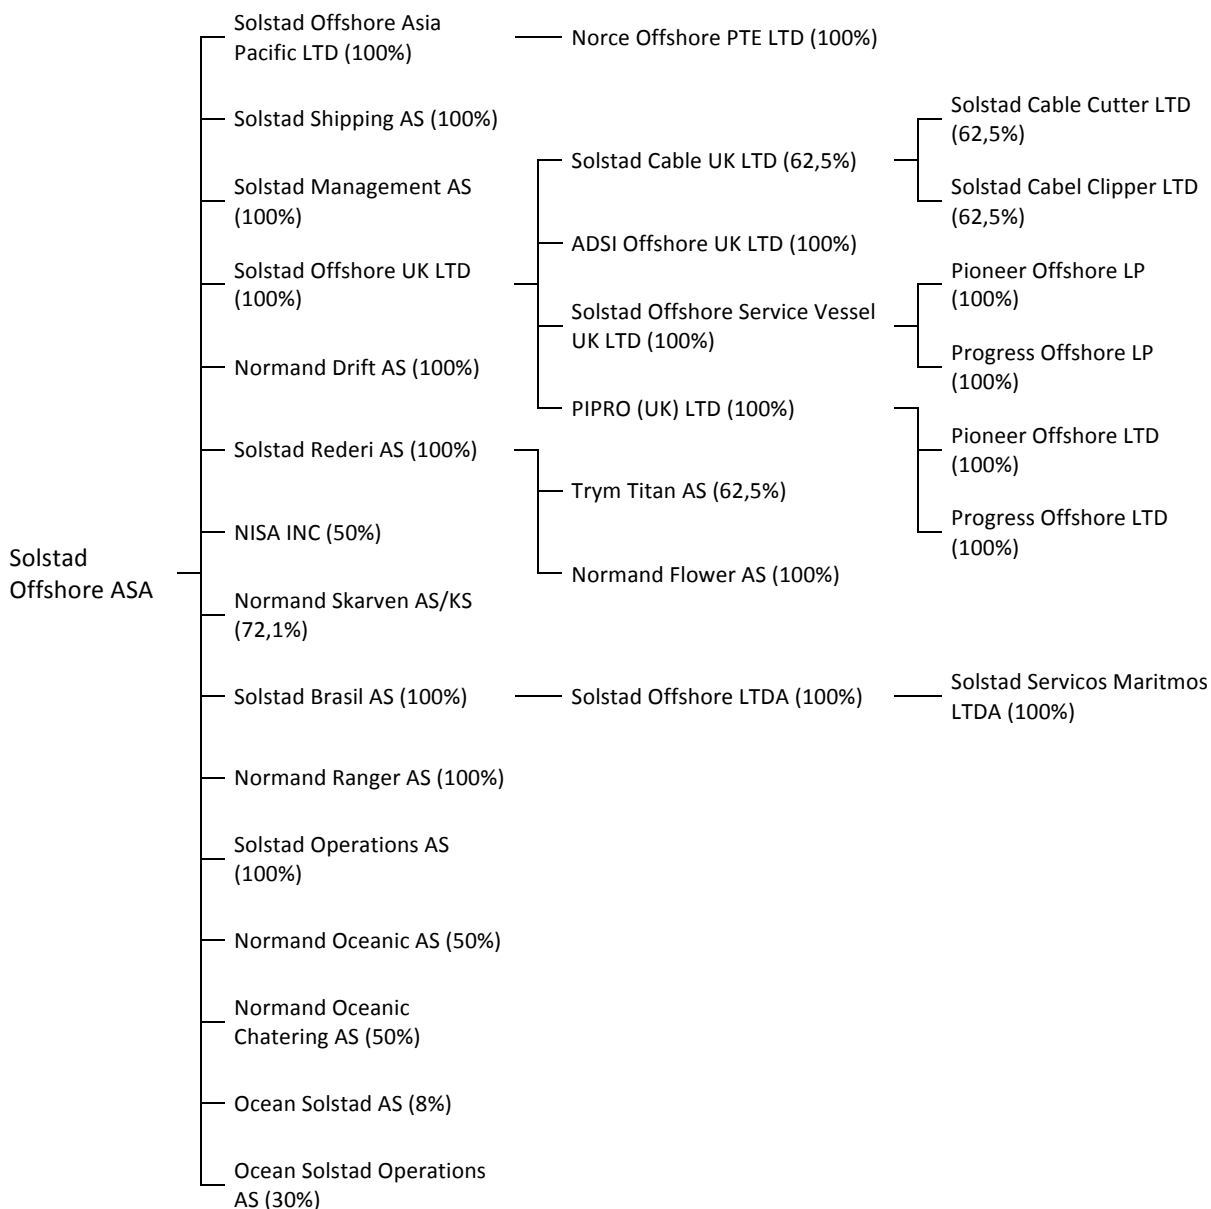 Solstad
Offshore ASA
Solstad Offshore Asia
Pacific LTD (100%)
Norce Offshore PTE LTD (100%)
Solstad Shipping AS (100%)
Solstad Management AS
(100%)
Solstad Offshore UK LTD
(100%)
Solstad Cable UK LTD (62,5%)
Solstad Cable Cutter LTD
(62,5%)
Solstad Cabel Clipper LTD
(62,5%)
ADSI Offshore UK LTD (100%)
Solstad Offshore Service Vessel
UK LTD (100%)
Pioneer Offshore LP
(100%)
Progress Offshore LP
(100%)
PIPRO (UK) LTD (100%)
Pioneer Offshore LTD
(100%)
Progress Offshore LTD
(100%)
Normand Drift AS (100%)
Solstad Rederi AS (100%)
Trym Titan AS (62,5%)
Normand Flower AS (100%)
NISA INC (50%)
Normand Skarven AS/KS
(72,1%)
Solstad Brasil AS (100%)
Solstad Offshore LTDA (100%)
Solstad Servicos Maritmos
LTDA (100%)
Normand Ranger AS (100%)
Solstad Operations AS
(100%)
Normand Oceanic AS (50%)
Normand Oceanic
Chatering AS (50%)
Ocean Solstad AS (8%)
Ocean Solstad Operations
AS (30%)